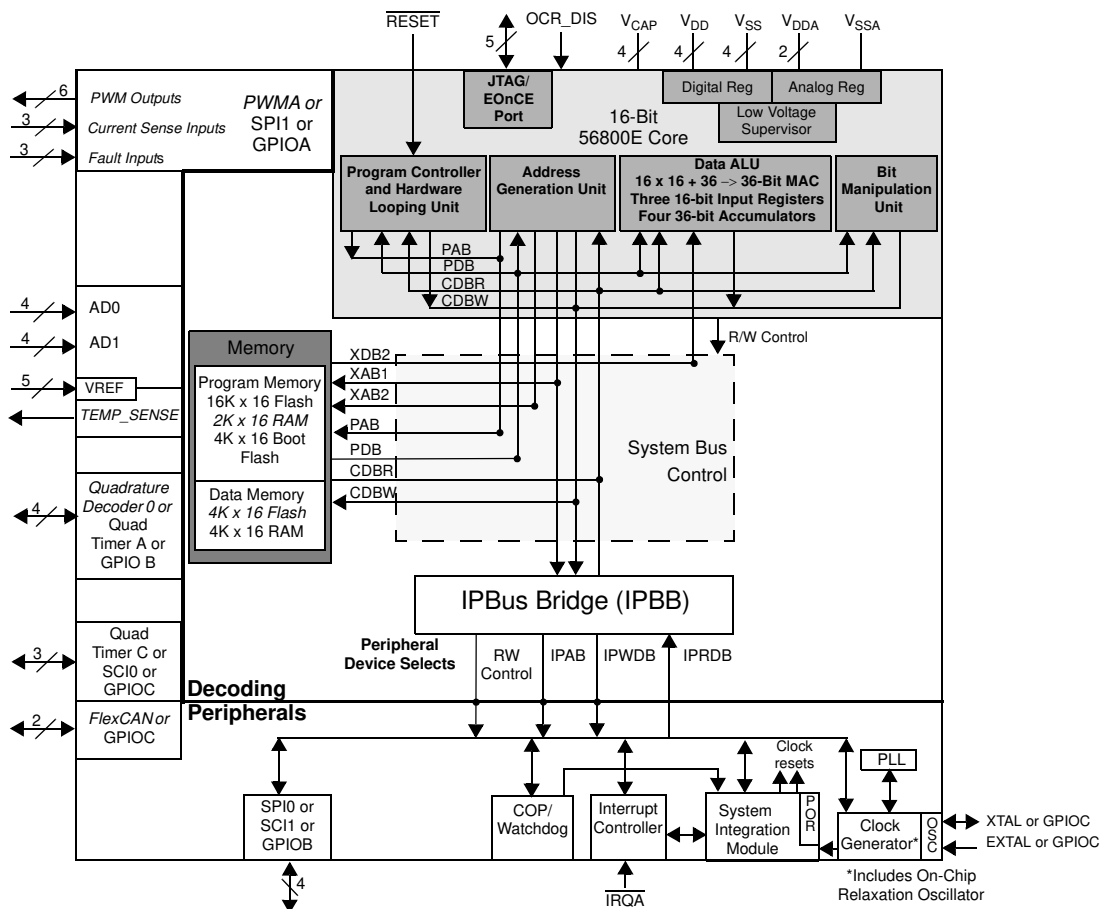 RESET
5
OCR_DIS
VCAP
VDD
VSS
VDDA
VSSA
4
4
4
2
6
PWM Outputs
3
Current Sense Inputs
3
Fault Inputs
PWMA or
SPI1 or
GPIOA
JTAG/
EOnCE
Port
Digital Reg
Analog Reg
Low Voltage
Supervisor
16-Bit
56800E Core
Program Controller
and Hardware
Looping Unit
Address
Generation Unit
Data ALU
16 x 16 + 36 -> 36-Bit MAC
Three 16-bit Input Registers
Four 36-bit Accumulators
Bit
Manipulation
Unit
PAB
PDB
CDBR
CDBW
4
AD0
4
AD1
5
VREF
TEMP_SENSE
R/W Control
Memory
Program Memory
16K x 16 Flash
2K x 16 RAM
4K x 16 Boot
Flash
Data Memory
4K x 16 Flash
4K x 16 RAM
XDB2
XAB1
XAB2
PAB
PDB
CDBR
CDBW
System Bus
Control
4
Quadrature
Decoder 0 or
Quad
Timer A or
GPIO B
IPBus Bridge (IPBB)
3
Quad
Timer C or
SCI0 or
GPIOC
Peripheral
Device Selects
RW
Control
IPAB
IPWDB
IPRDB
Decoding
Peripherals
2
FlexCAN or
GPIOC
Clock
resets
PLL
SPI0 or
SCI1 or
GPIOB
4
COP/
Watchdog
Interrupt
Controller
IRQA
System
Integration
Module
POR
Clock
Generator*
OSC
XTAL or GPIOC
EXTAL or GPIOC
*Includes On-Chip
Relaxation Oscillator